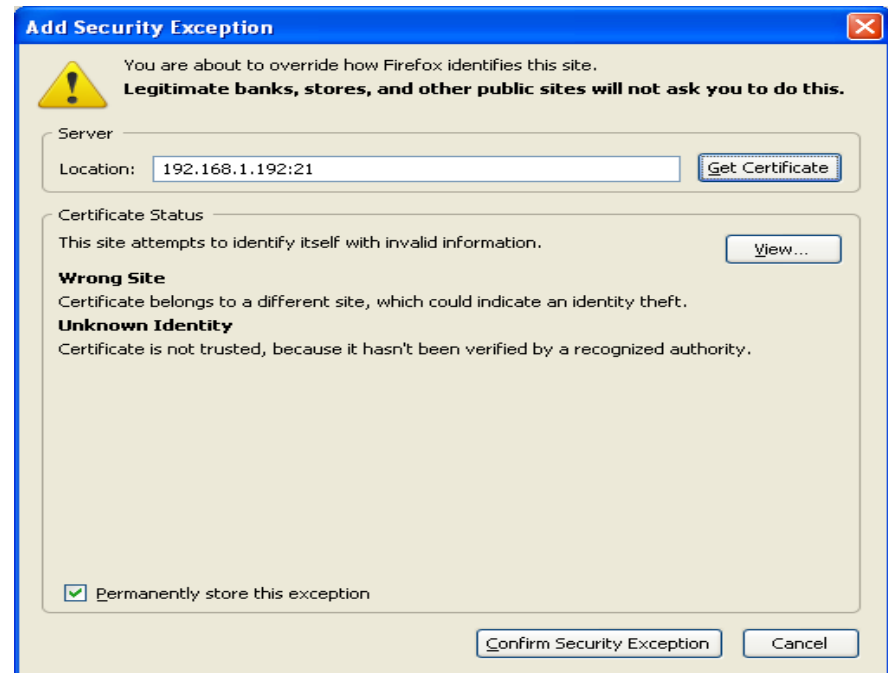 Add Security Exception
You are about to override how Firefox identifies this site.
Legitimate banks, stores, and other public sites will not ask you to do this.
Server
Location: 192.168.1.192:21 Get Certificate
Certificate Status
This site attempts to identify itself with invalid information.
View...
Wrong Site
Certificate belongs to a different site, which could indicate an identity theft.
Unknown Identity
Certificate is not trusted, because it hasn't been verified by a recognized authority.
Permanently store this exception
Confirm Security Exception Cancel